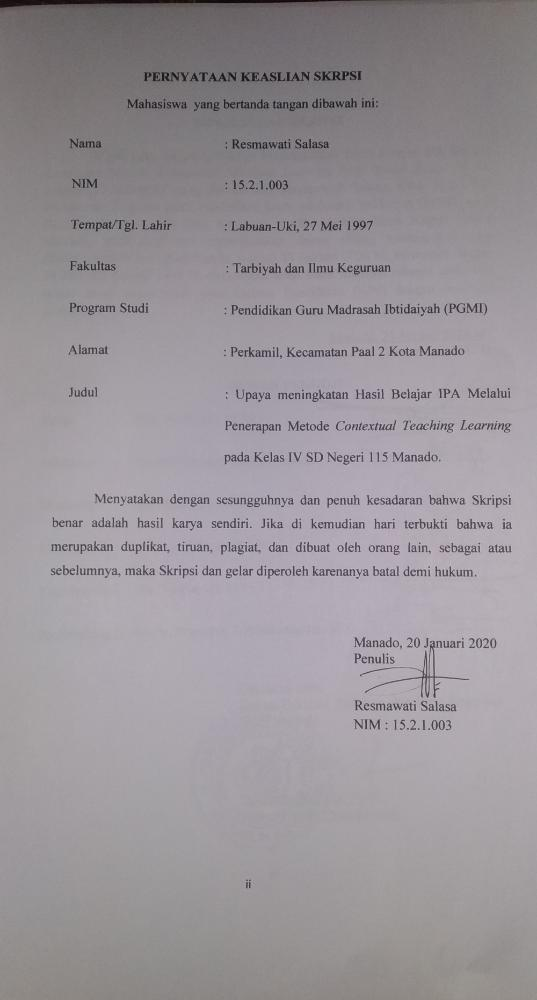 PERNYATAAN KEASLIAN SKRPSI
Mahasiswa yang bertanda tangan dibawah ini:
Nama : Resmawati Salasa
NIM : 15.2.1.003
Tempat/Tgl. Lahir : Labuan-Uki, 27 Mei 1997
Fakultas : Tarbiyah dan Ilmu Keguruan
Program Studi : Pendidikan Guru Madrasah Ibtidaiyah (PGMI)
Alamat : Perkamil, Kecamatan Paal 2 Kota Manado
Judul : Upaya meningkatan Hasil Belajar IPA Melalui
Penerapan Metode Contextual Teaching Learning
pada Kelas IV SD Negeri 115 Manado.
Menyatakan dengan sesungguhnya dan penuh kesadaran bahwa Skripsi
benar adalah hasil karya sendiri. Jika di kemudian hari terbukti bahwa ia
merupakan duplikat, tiruan, plagiat, dan dibuat oleh orang lain, sebagai atau
sebelumnya, maka Skripsi dan gelar diperoleh karenanya batal demi hukum.
Manado, 20 Januari 2020
Penulis
Resmawati Salasa
NIM : 15.2.1.003
ii